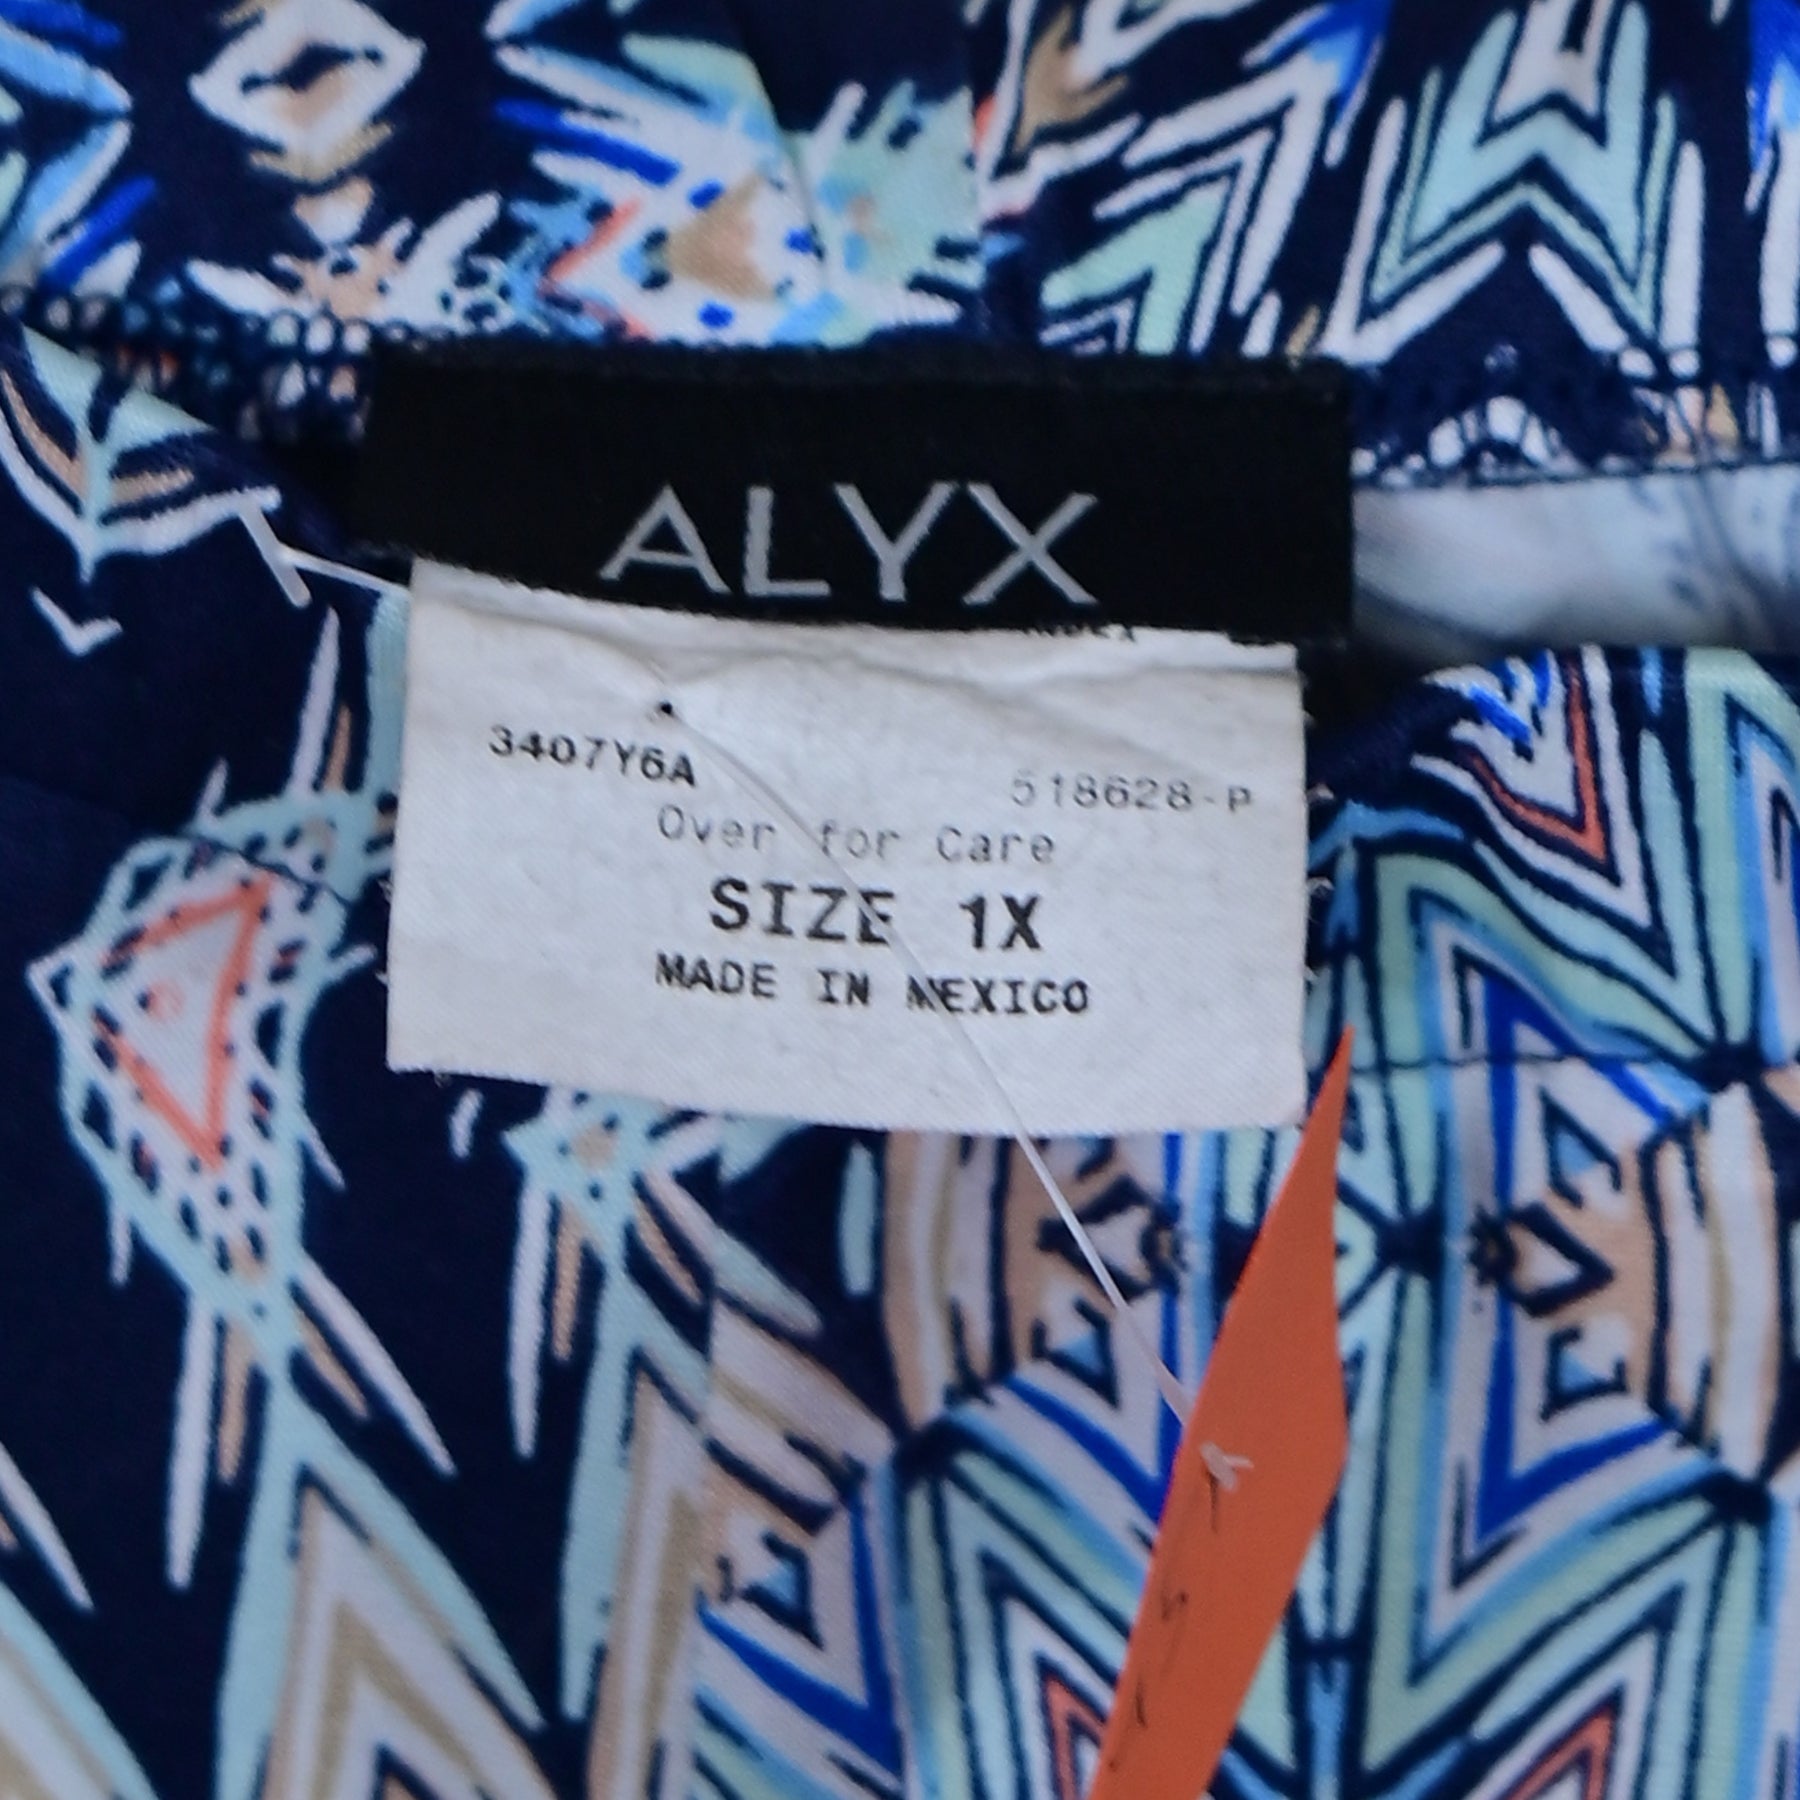 ALYX
3407Y6A 518628-P
Over for Care
SIZE 1X
MADE IN MEXICO